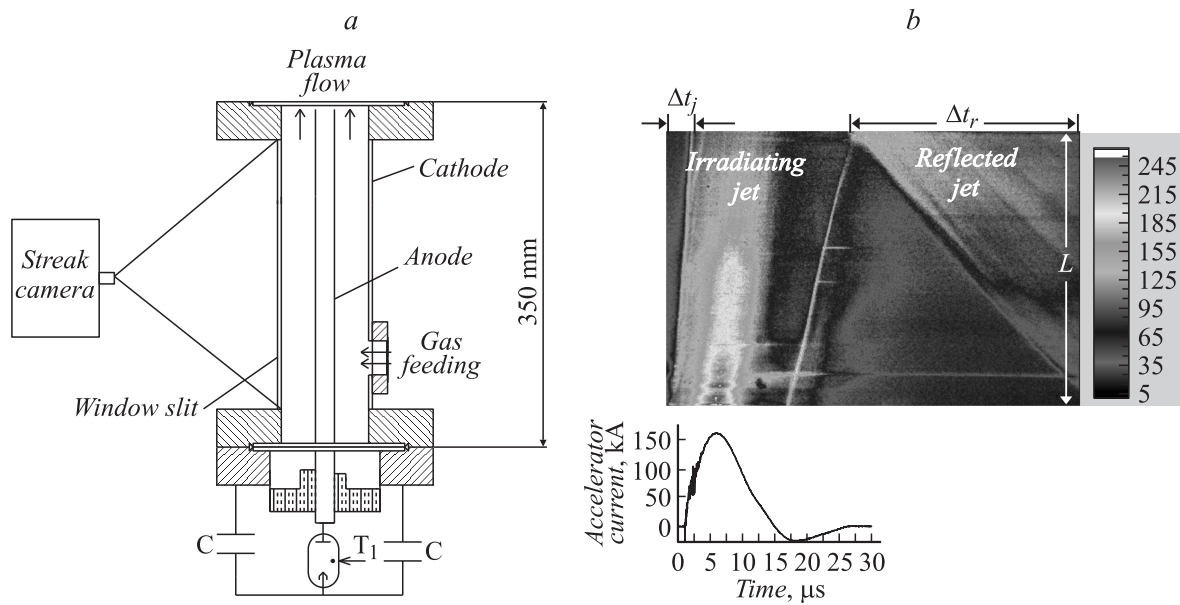 a
Plasma
flow
Cathode
Streak
camera
Anode
350 mm
Gas
feeding
Window slit
C
T1
C
b
Δtj
Δtr
Irradiating
jet
Reflected
jet
L
245
215
185
155
125
95
65
35
5
Accelerator
current, kA
150
100
50
0
0 5 10 15 20 25 30
Time, μs